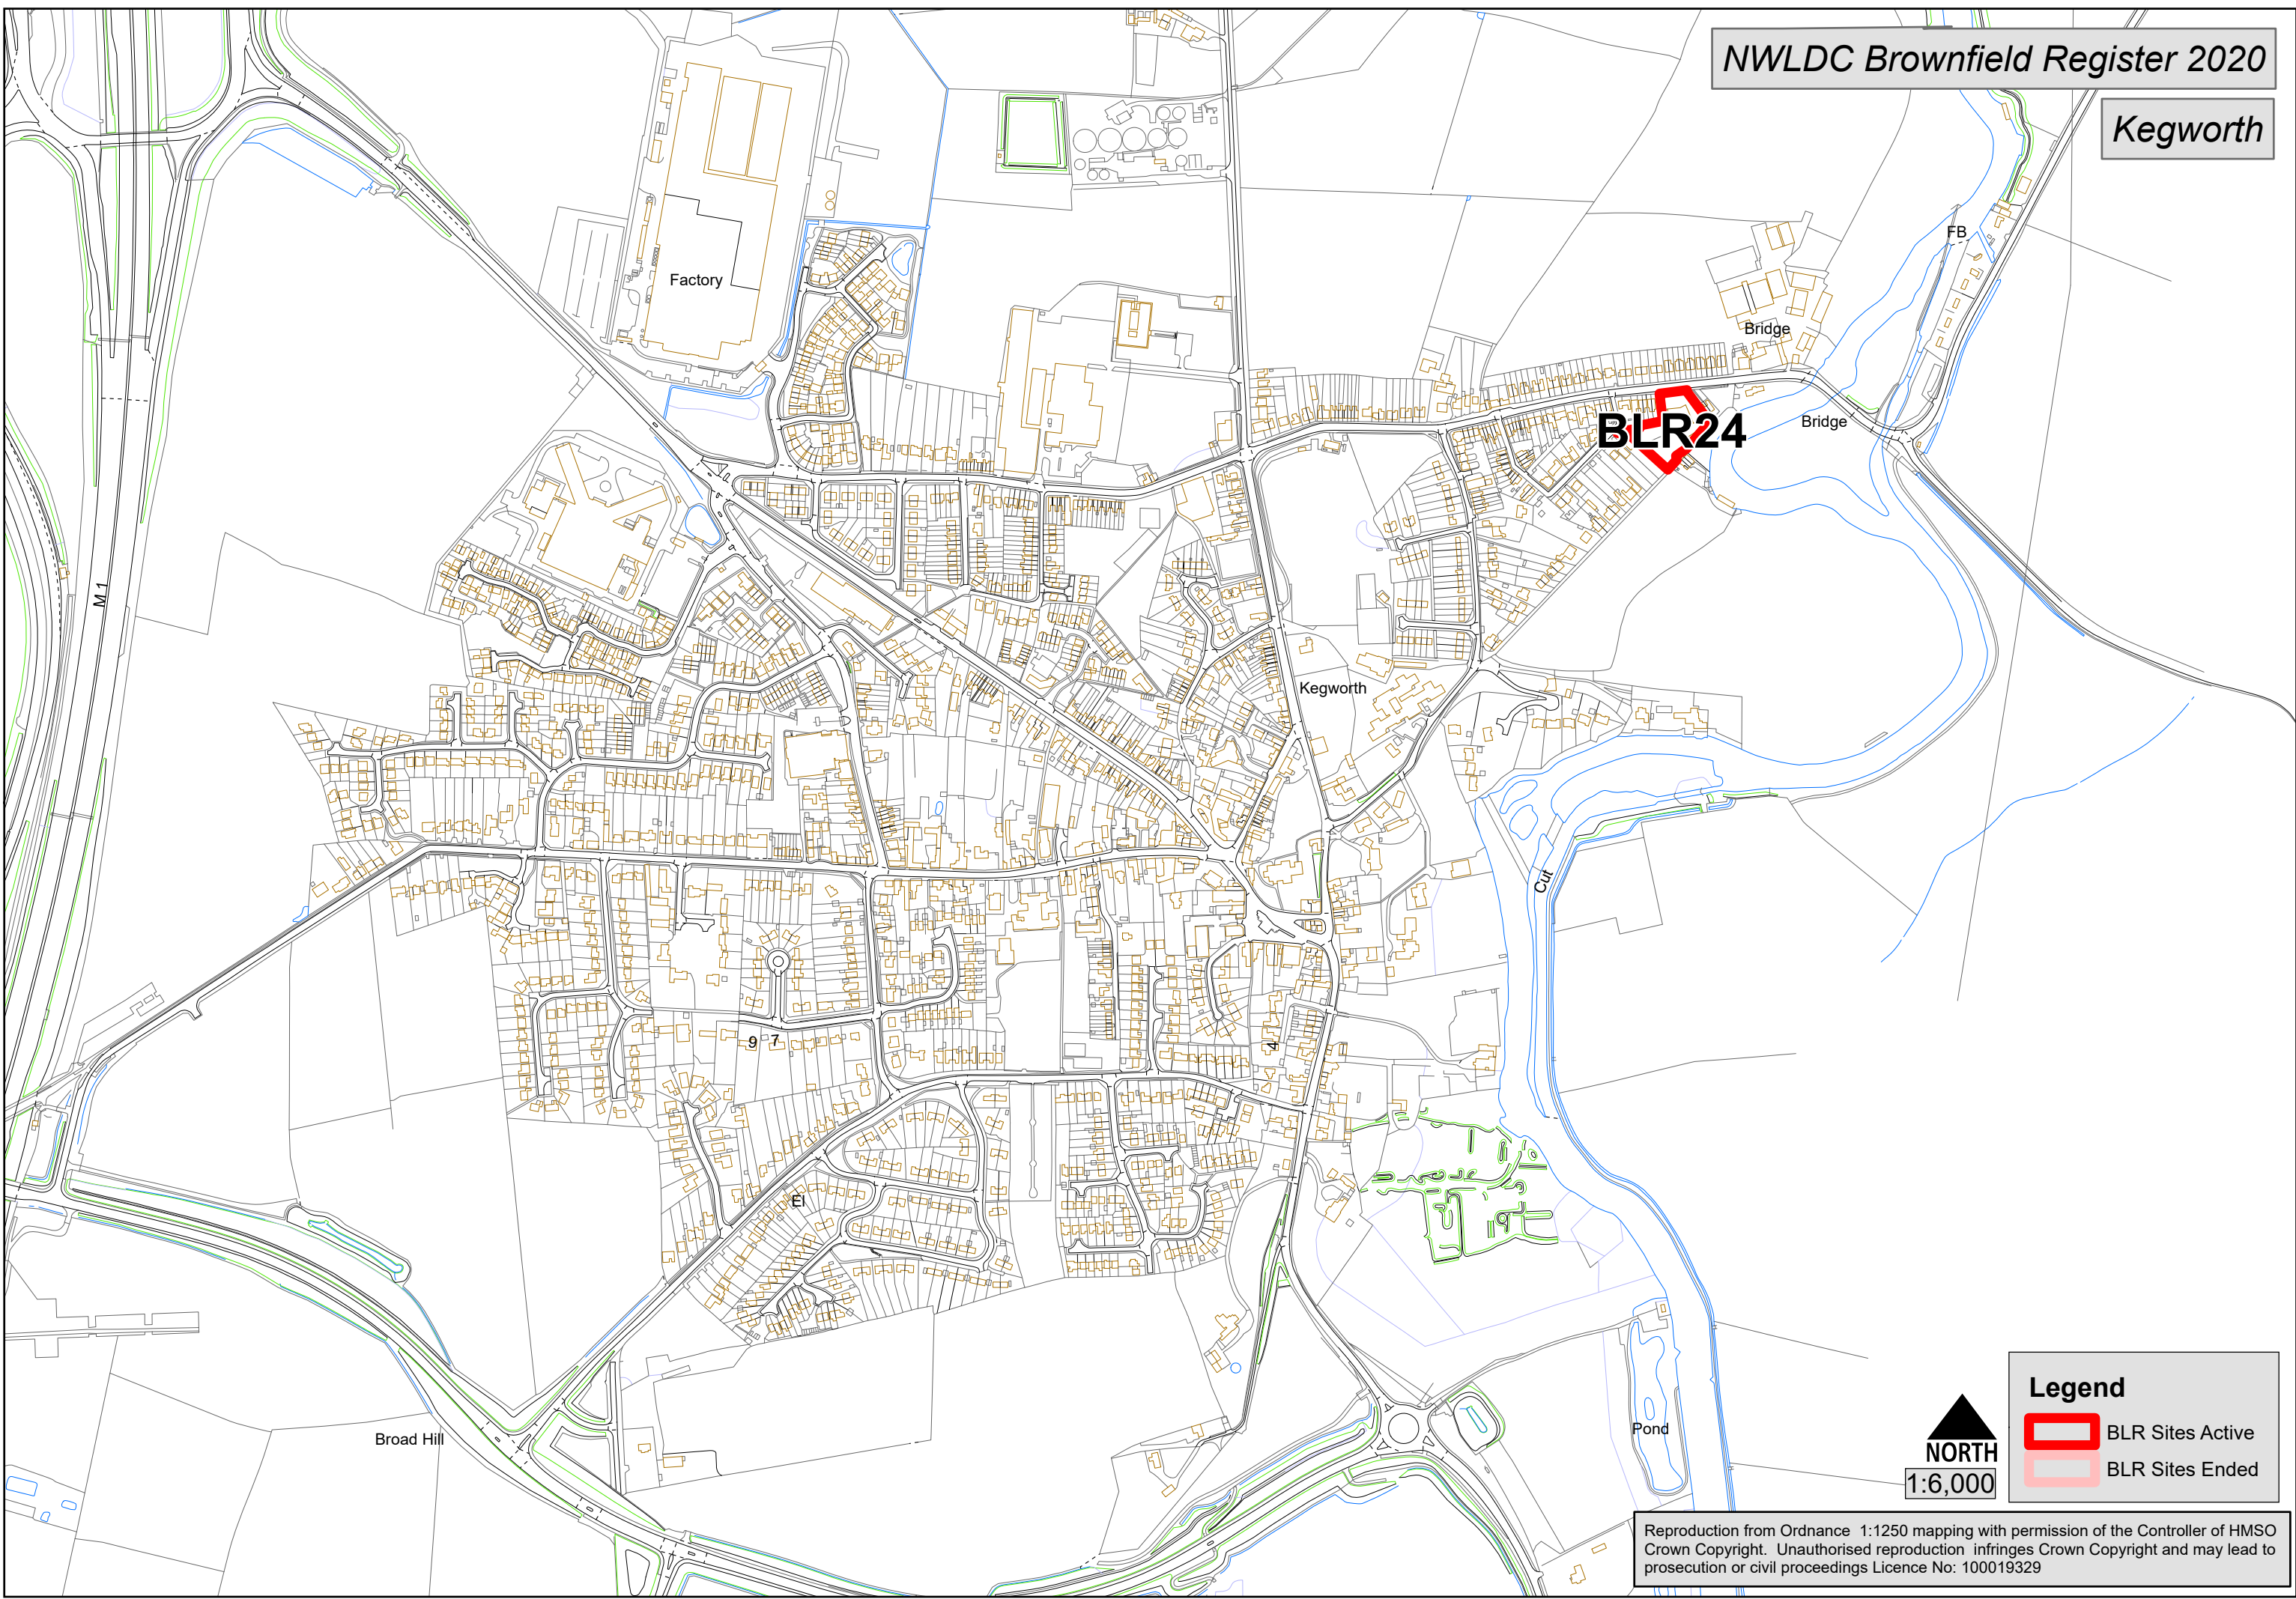 NWLDC Brownfield Register 2020
Kegworth
FB
Factory
Bridge
Bridge
BLR24
M 1
Kegworth
Cut
9 7
4
El
Broad Hill
Pond
NORTH
1:6,000
Legend
BLR Sites Active
BLR Sites Ended
Reproduction from Ordnance 1:1250 mapping with permission of the Controller of HMSO
Crown Copyright. Unauthorised reproduction infringes Crown Copyright and may lead to
prosecution or civil proceedings Licence No: 100019329